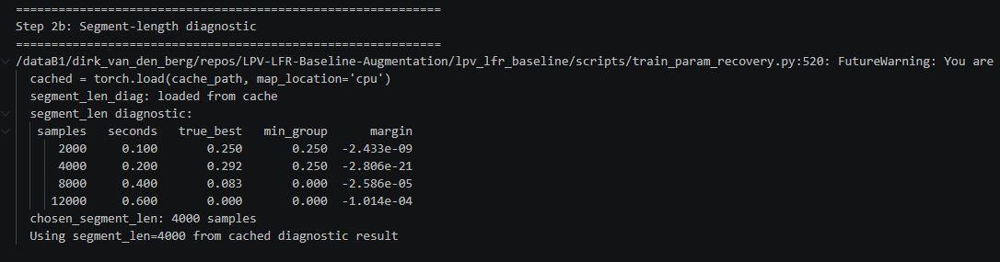 ============================================================
Step 2b: Segment-length diagnostic
============================================================
/dataB1/dirk_van_den_berg/repos/LPV-LFR-Baseline-Augmentation/lpv_lfr_baseline/scripts/train_param_recovery.py:520: FutureWarning: You are
cached = torch.load(cache_path, map_location='cpu')
segment_len_diag: loaded from cache
segment_len diagnostic:
samples seconds true_best min_group margin
2000 0.100 0.250 0.250 -2.433e-09
4000 0.200 0.292 0.250 -2.806e-21
8000 0.400 0.083 0.000 -2.586e-05
12000 0.600 0.000 0.000 -1.014e-04
chosen_segment_len: 4000 samples
Using segment_len=4000 from cached diagnostic result